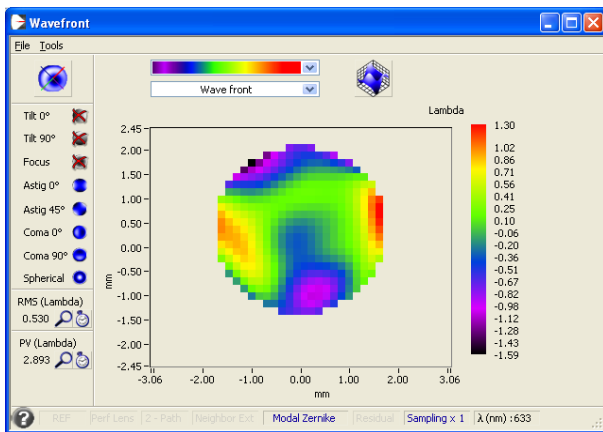 Wavefront
File Tools
Wave front
Tilt 0°
Tilt 90°
Focus
Astig 0°
Astig 45°
Coma 0°
Coma 90°
Spherical
RMS (Lambda)
0.530
PV (Lambda)
2.893
Lambda
2.45
2.00
1.50
1.00
0.50
0.00
-0.50
-1.00
-1.50
-2.00
-2.45
mm
-3.06 -2.00 -1.00 0.00 1.00 2.00 3.06
mm
1.30
1.02
0.86
0.71
0.56
0.41
0.25
0.10
-0.06
-0.20
-0.36
-0.51
-0.67
-0.82
-0.98
-1.12
-1.28
-1.43
-1.59
REF Perf Lens 2 - Path Neighbor Ext Modal Zernike Residual Sampling x 1 λ (nm) :633